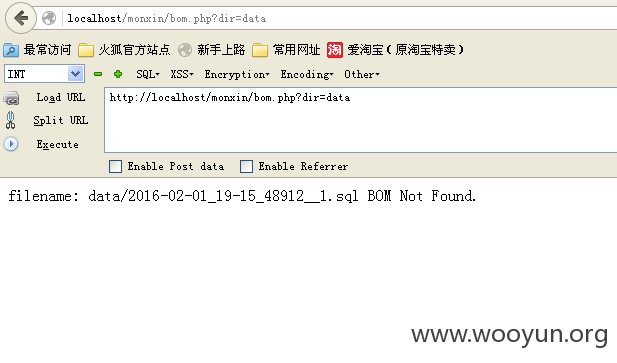 localhost/monxin/bom.php?dir=data
最常访问 火狐官方站点 新手上路 常用网址 淘 爱淘宝（原淘宝特卖）
INT SQL▾ XSS▾ Encryption▾ Encoding▾ Other▾
Load URL http://localhost/monxin/bom.php?dir=data
Split URL
Execute
Enable Post data Enable Referrer
filename: data/2016-02-01_19-15_48912__1.sql BOM Not Found.
www.wooyun.org